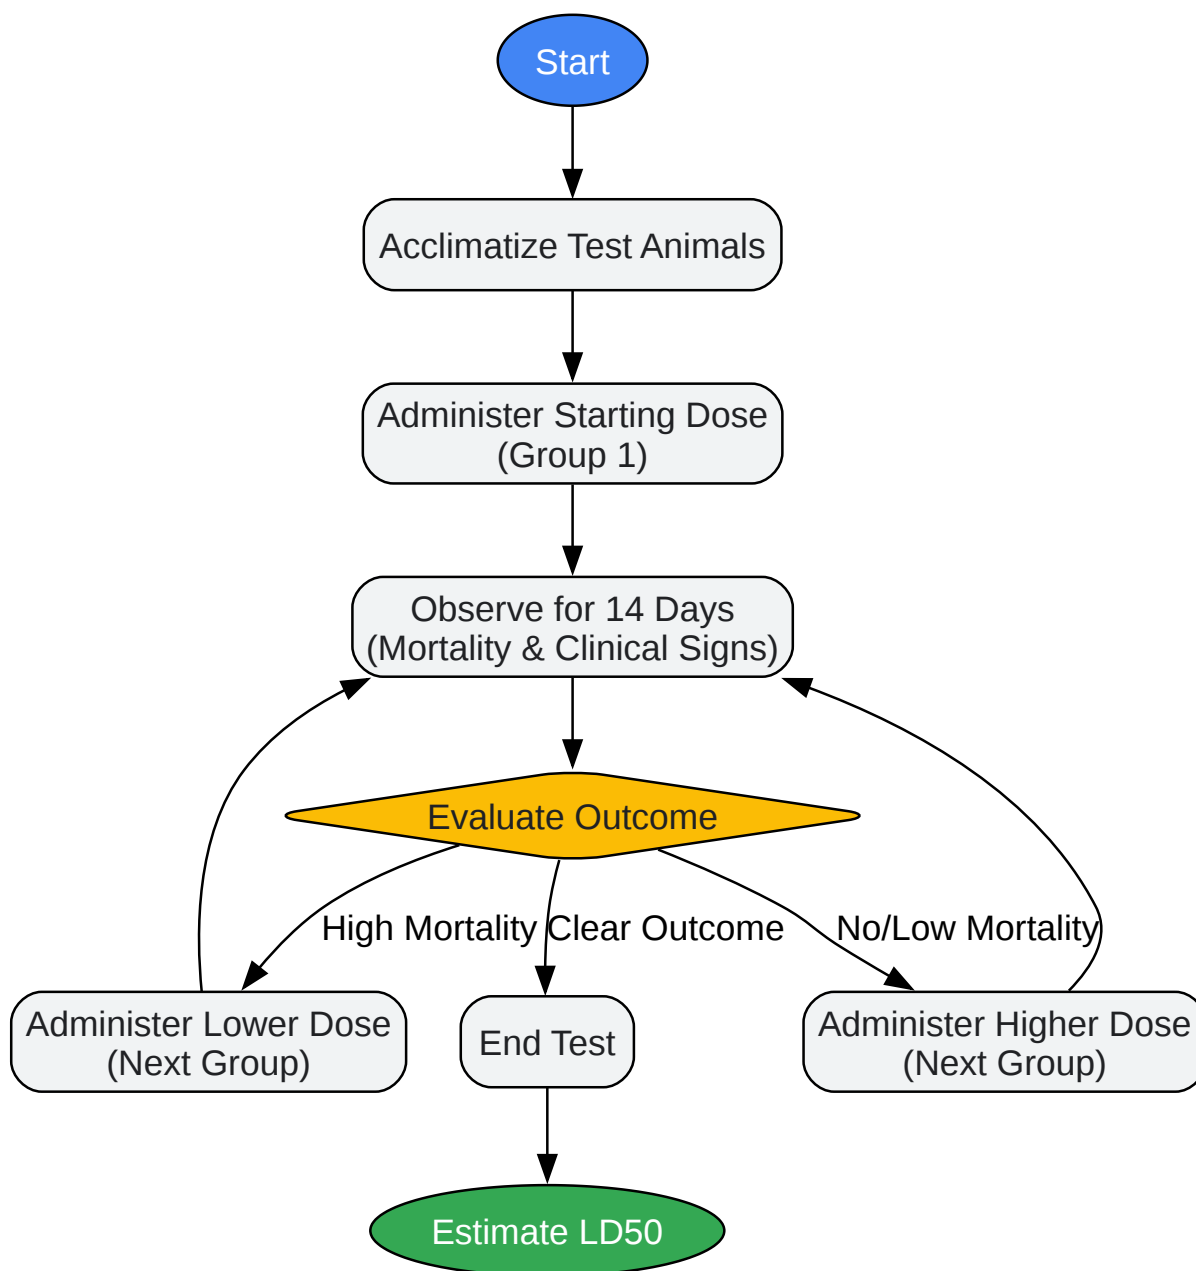 Start
Acclimatize Test Animals
Administer Starting Dose
(Group 1)
Observe for 14 Days
(Mortality & Clinical Signs)
Evaluate Outcome
High Mortality
Clear Outcome
No/Low Mortality
Administer Lower Dose
(Next Group)
End Test
Administer Higher Dose
(Next Group)
Estimate LD50